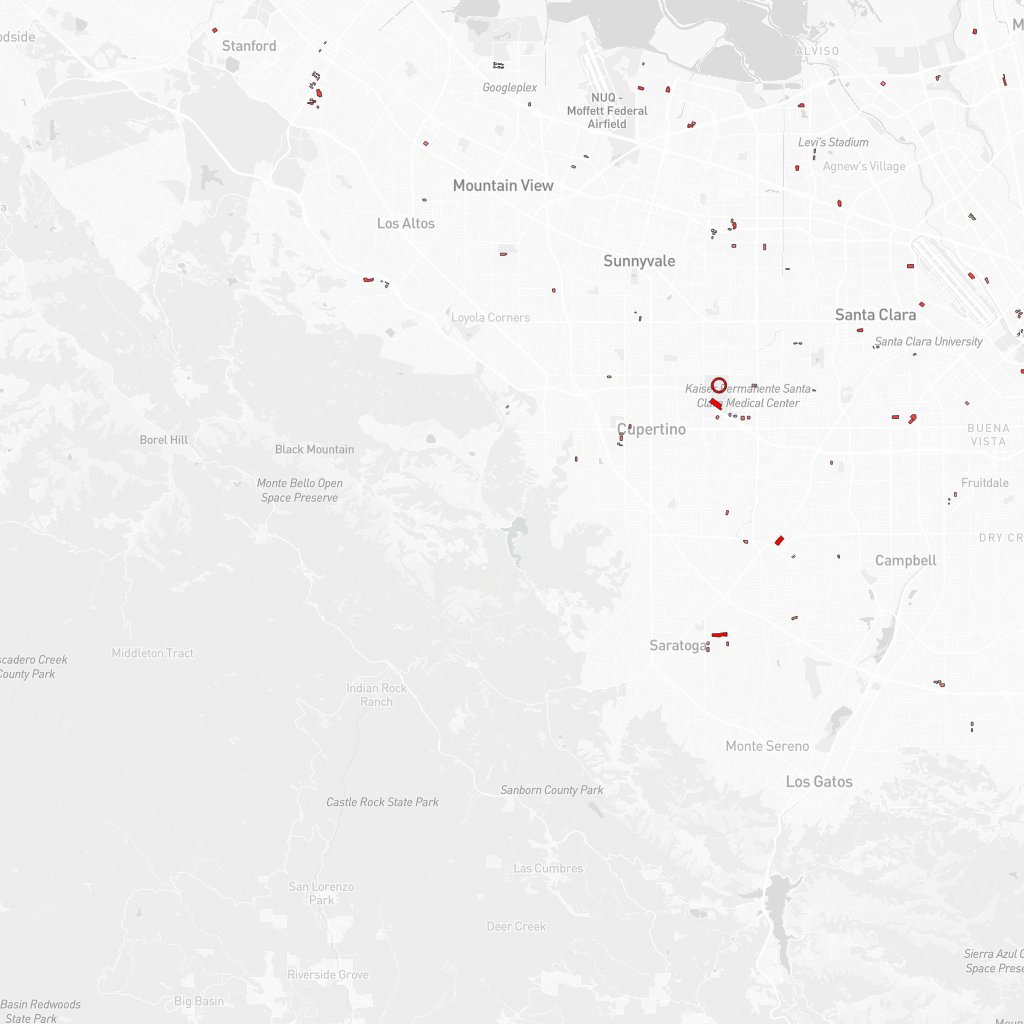 Stanford
ALVISO
Googleplex
NUQ -
Moffett Federal
Airfield
Levi's Stadium
Agnew's Village
Mountain View
Los Altos
Sunnyvale
Loyola Corners
Santa Clara
Santa Clara University
Kaiser Permanente Santa
Clara Medical Center
Cupertino
BUENA
VISTA
Borel Hill
Black Mountain
Monte Bello Open
Space Preserve
Fruitdale
DRY CR
Campbell
Saratoga
Middleton Tract
scadero Creek
County Park
Indian Rock
Ranch
Monte Sereno
Los Gatos
Sanborn County Park
Castle Rock State Park
Las Cumbres
San Lorenzo
Park
Deer Creek
Sierra Azul O
Space Prese
Riverside Grove
Big Basin
Basin Redwoods
State Park